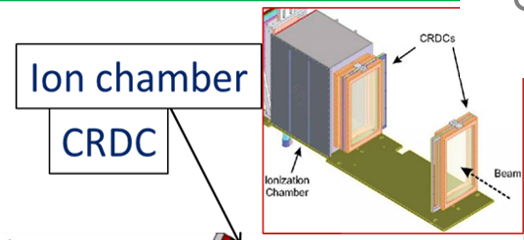 Ion chamber
CRDC
CRDCs
Ionization
Chamber
Beam